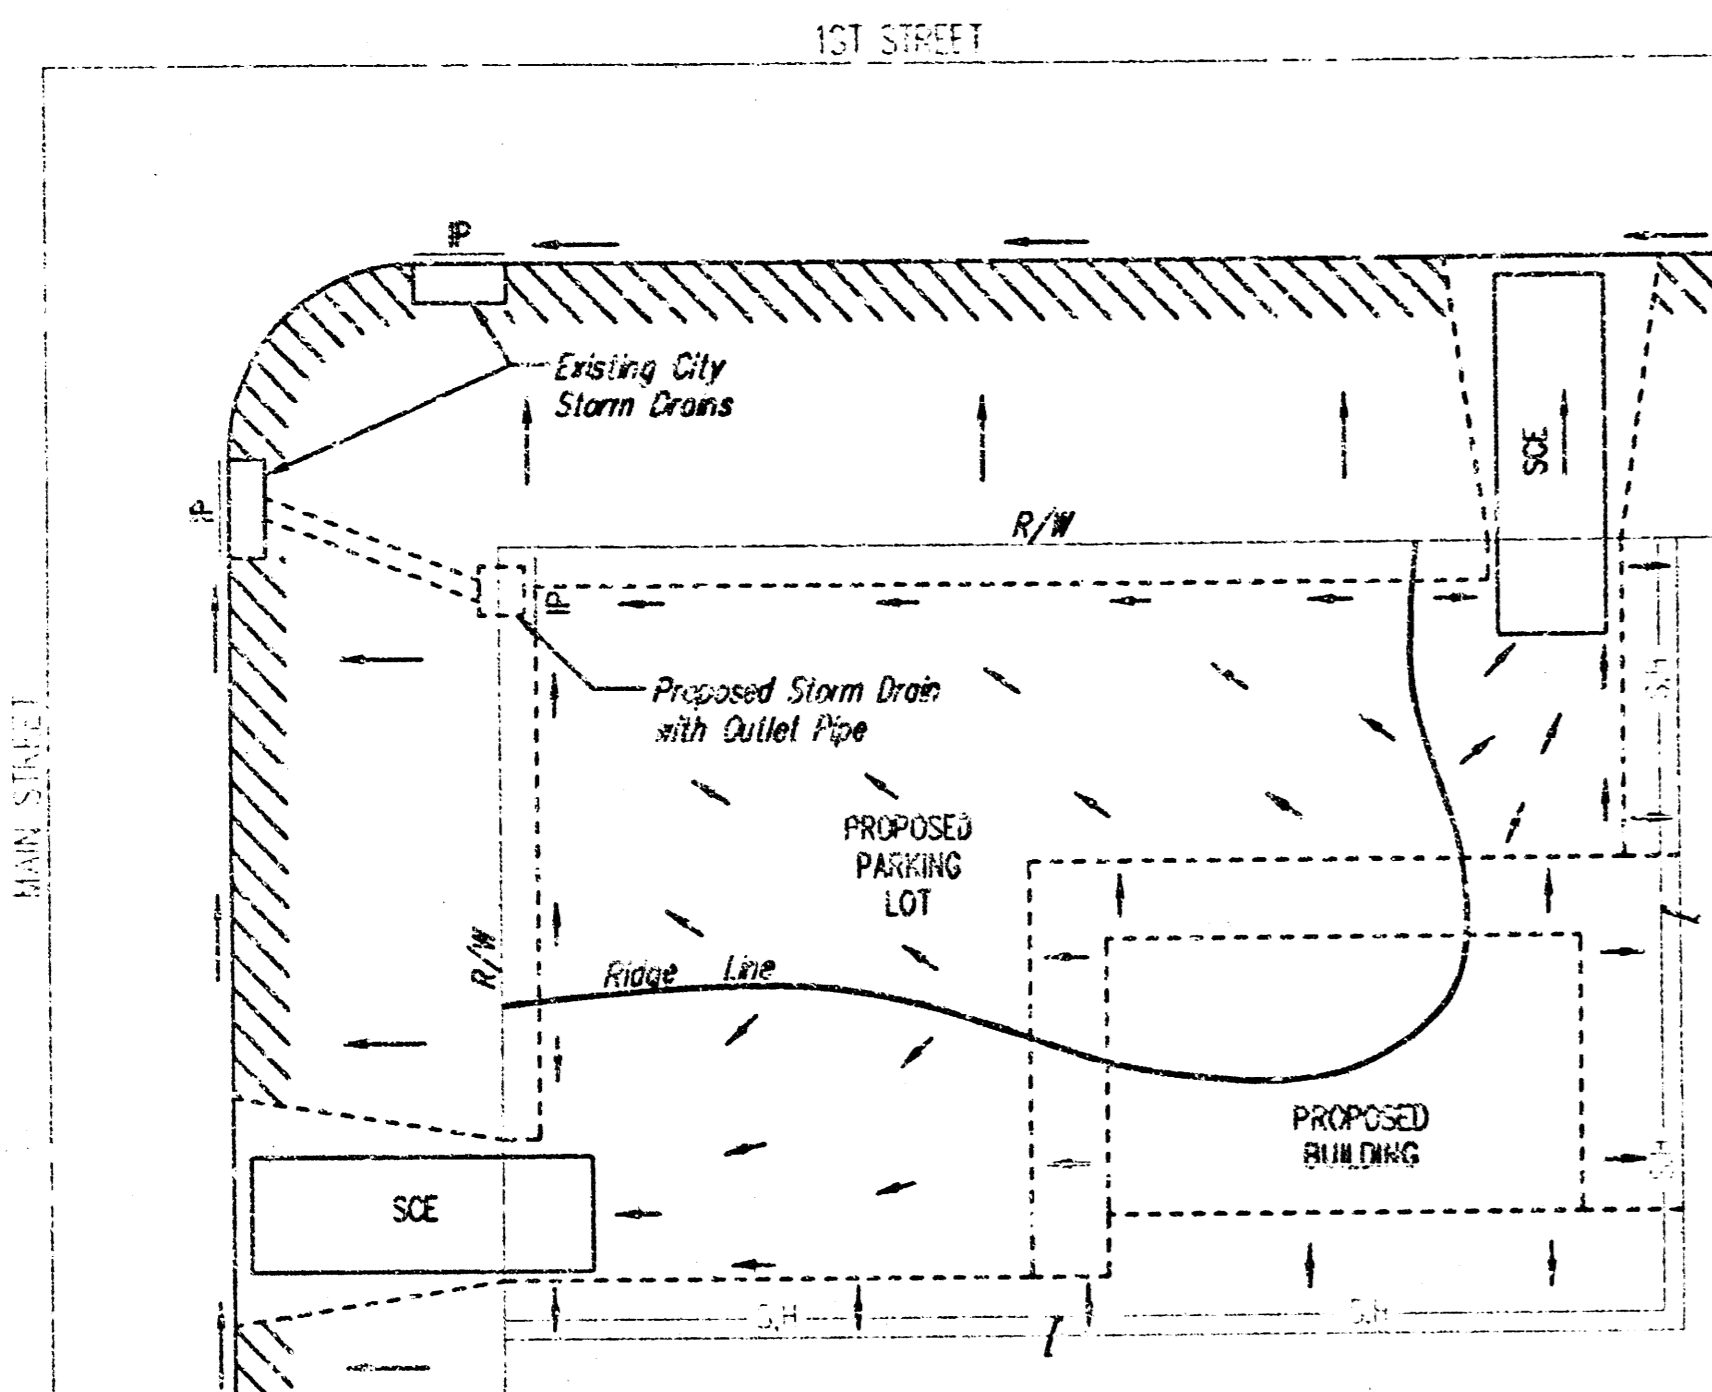 1ST STREET
IP
Existing City
Storm Drains
SCE
IP
R/W
IP
Proposed Storm Drain
with Outlet Pipe
MAIN STREET
PROPOSED
PARKING
LOT
R/W
Ridge Line
PROPOSED
BUILDING
SCE